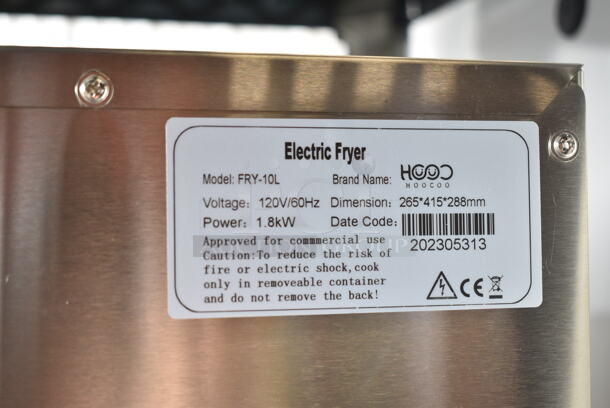 Electric Fryer
Model: FRY-10L Brand Name: HOOCOO
HOOCOO
Voltage: 120V/60Hz Dimension: 265*415*288mm
Power: 1.8kW Date Code:
202305313
Approved for commmercial use
Caution:To reduce the risk of
fire or electric shock,cook
only in removeable container
and do not remove the back!
CE